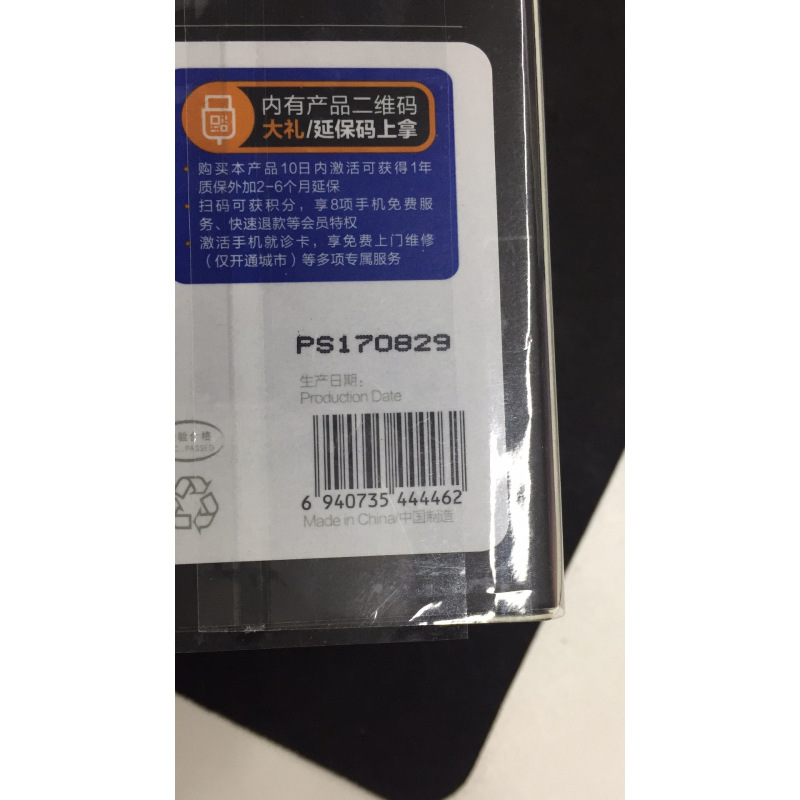 内有产品二维码
大礼/延保码上拿
购买本产品10日内激活可获得1年
质保外加2-6个月延保
扫码可获积分，享8项手机免费服
务、快速退款等会员特权
激活手机就诊卡，享免费上门维修
（仅开通城市）等多项专属服务
PS170829
生产日期：
Production Date
验合格
PASSED
6 940735 444462
Made in China/中国制造